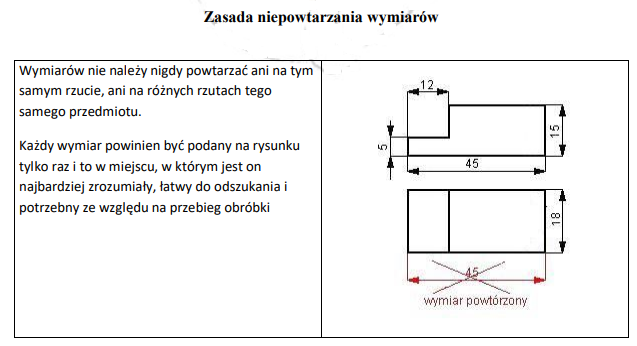 Zasada niepowtarzania wymiarów
Wymiarów nie należy nigdy powtarzać ani na tym
samym rzucie, ani na różnych rzutach tego
samego przedmiotu.
Każdy wymiar powinien być podany na rysunku
tylko raz i to w miejscu, w którym jest on
najbardziej zrozumiały, łatwy do odszukania i
potrzebny ze względu na przebieg obróbki
12
5
15
45
18
45
wymiar powtórzony